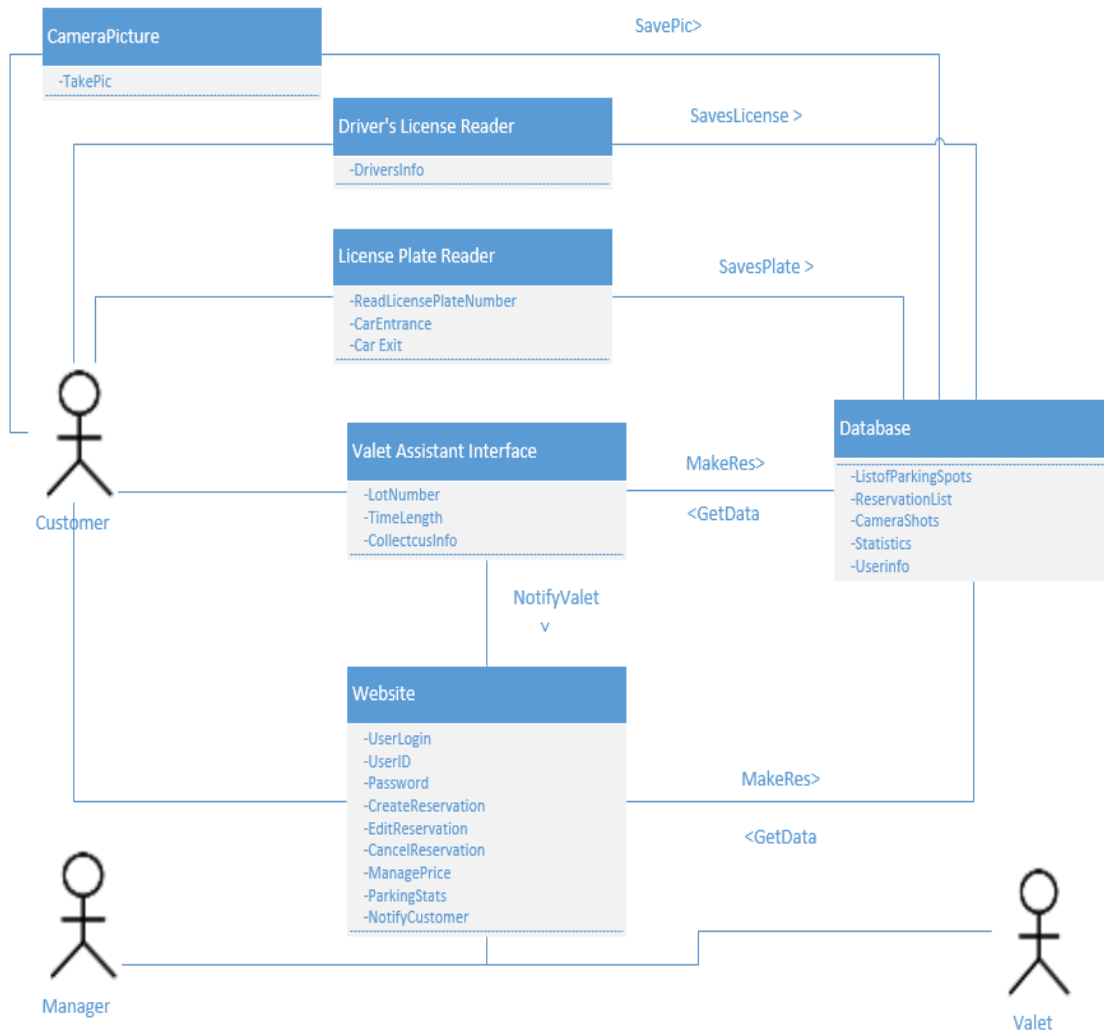 CameraPicture
-TakePic
SavePic>
Driver's License Reader
-DriversInfo
SavesLicense >
License Plate Reader
-ReadLicensePlateNumber
-CarEntrance
-Car Exit
SavesPlate >
Customer
Valet Assistant Interface
-LotNumber
-TimeLength
-CollectcusInfo
MakeRes>
<GetData
Database
-ListofParkingSpots
-ReservationList
-CameraShots
-Statistics
-Userinfo
NotifyValet
v
Website
-UserLogin
-UserID
-Password
-CreateReservation
-EditReservation
-CancelReservation
-ManagePrice
-ParkingStats
-NotifyCustomer
MakeRes>
<GetData
Manager
Valet